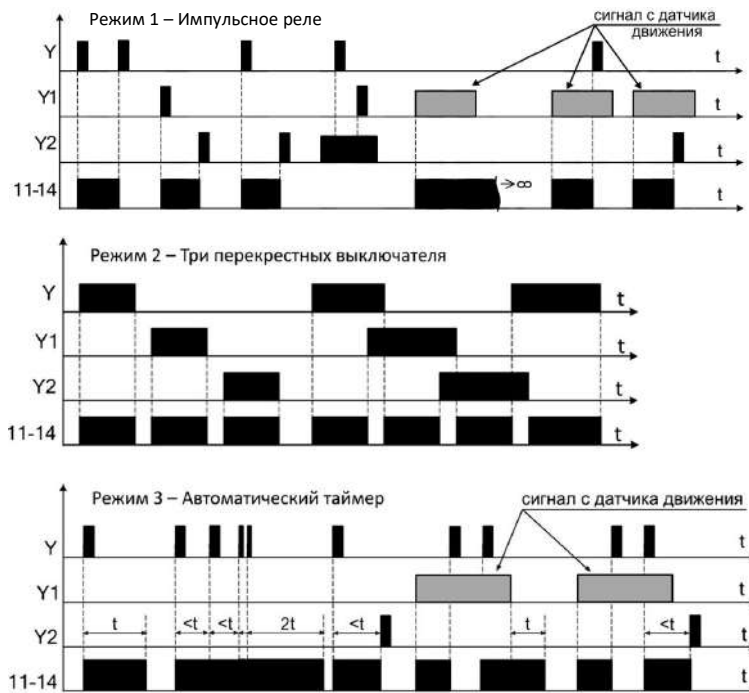 Режим 1 – Импульсное реле
сигнал с датчика
движения
Y
t
Y1
t
Y2
t
11-14
→∞
t
Режим 2 – Три перекрестных выключателя
Y
t
Y1
t
Y2
t
11-14
t
Режим 3 – Автоматический таймер
сигнал с датчика движения
Y
t
Y1
t
Y2
t
<t
<t
2t
<t
t
<t
t
11-14
t